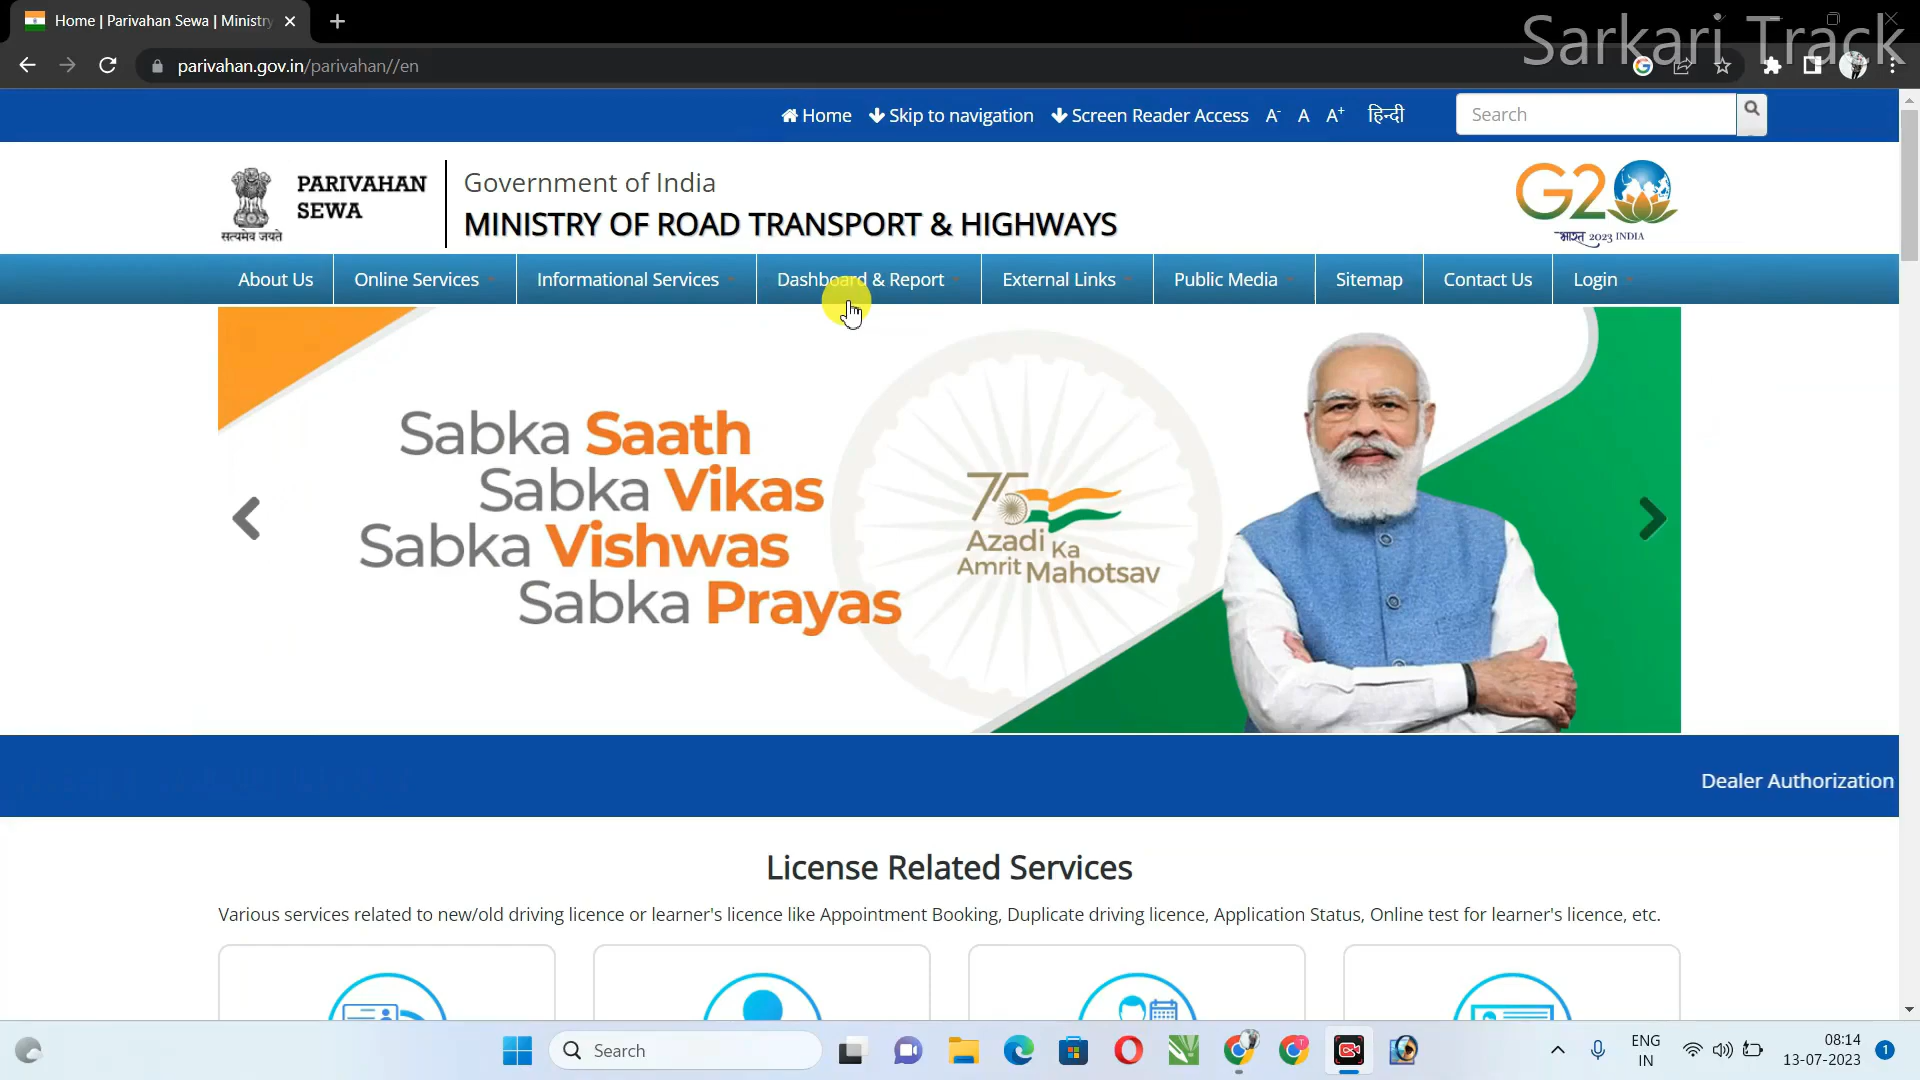 Home | Parivahan Sewa | Ministry
Sarkari Track
parivahan.gov.in/parivahan//en
Home Skip to navigation Screen Reader Access A- A A+ हिन्दी Search
सत्यमेव जयते
PARIVAHAN
SEWA
Government of India
MINISTRY OF ROAD TRANSPORT & HIGHWAYS
G20
भारत 2023 INDIA
About Us Online Services Informational Services Dashboard & Report External Links Public Media Sitemap Contact Us Login
Sabka Saath
Sabka Vikas
Sabka Vishwas
Sabka Prayas
75
Azadi Ka
Amrit Mahotsav
Dealer Authorization
License Related Services
Various services related to new/old driving licence or learner's licence like Appointment Booking, Duplicate driving licence, Application Status, Online test for learner's licence, etc.
Search
ENG
IN
08:14
13-07-2023
1